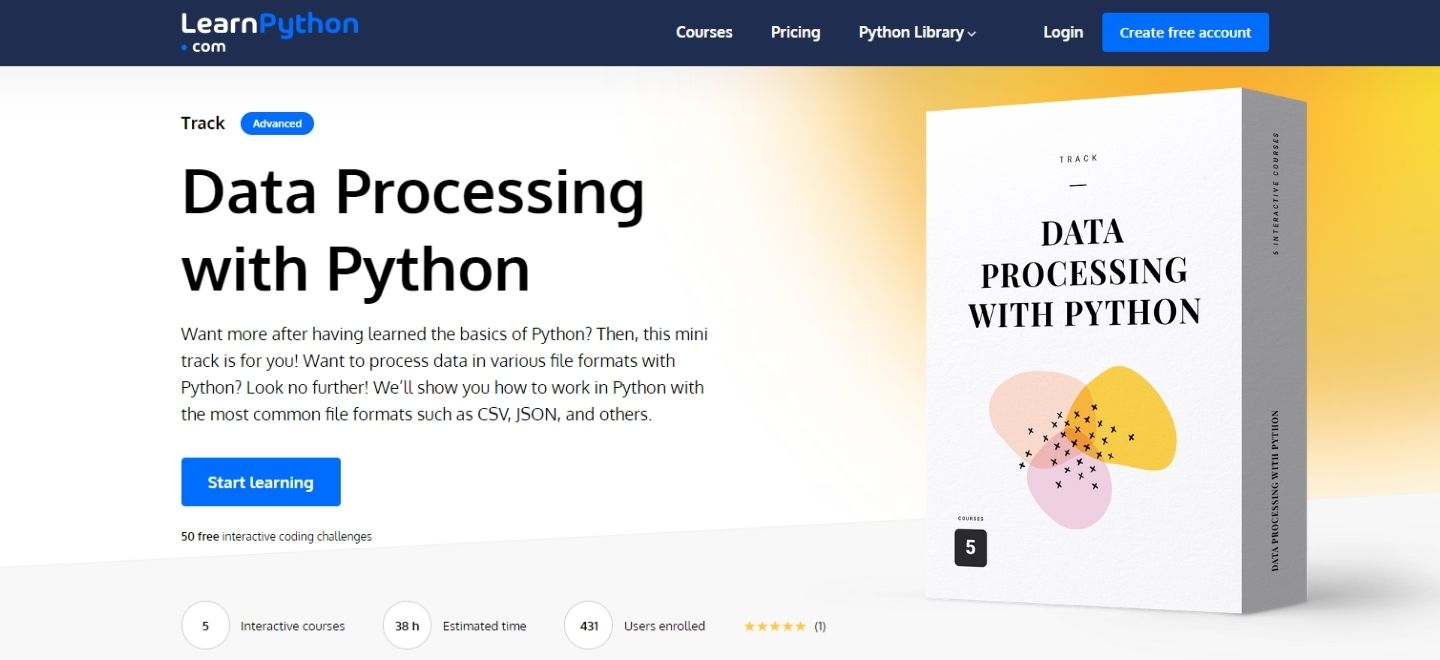 LearnPython
• com
Courses
Pricing
Python Library
Login
Create free account
Track
Advanced
Data Processing
with Python
Want more after having learned the basics of Python? Then, this mini
track is for you! Want to process data in various file formats with
Python? Look no further! We’ll show you how to work in Python with
the most common file formats such as CSV, JSON, and others.
Start learning
50 free interactive coding challenges
5
Interactive courses
38 h
Estimated time
431
Users enrolled
★★★★★ (1)
TRACK
DATA
PROCESSING
WITH PYTHON
COURSES
5
5 INTERACTIVE COURSES
DATA PROCESSING WITH PYTHON